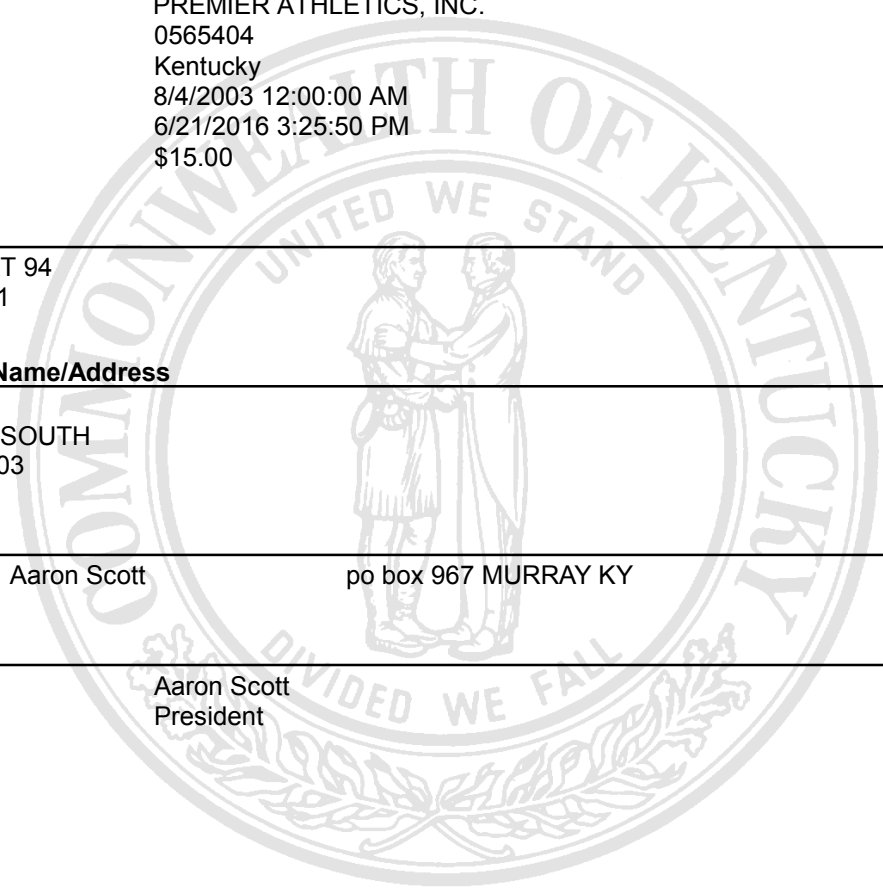 PREMIER ATHLETICS, INC.
0565404
Kentucky
8/4/2003 12:00:00 AM
6/21/2016 3:25:50 PM
$15.00
T 94
1
Name/Address
SOUTH
03
Aaron Scott po box 967 MURRAY KY
Aaron Scott
President
COMMONWEALTH OF KENTUCKY
UNITED WE STAND
DIVIDED WE FALL